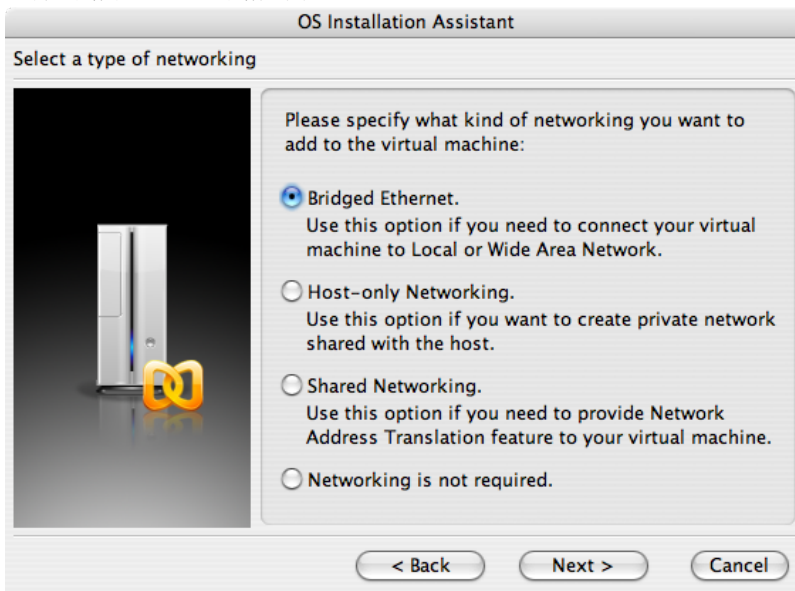 OS Installation Assistant
Select a type of networking
Please specify what kind of networking you want to
add to the virtual machine:
Bridged Ethernet.
Use this option if you need to connect your virtual
machine to Local or Wide Area Network.
Host-only Networking.
Use this option if you want to create private network
shared with the host.
Shared Networking.
Use this option if you need to provide Network
Address Translation feature to your virtual machine.
Networking is not required.
< Back
Next >
Cancel